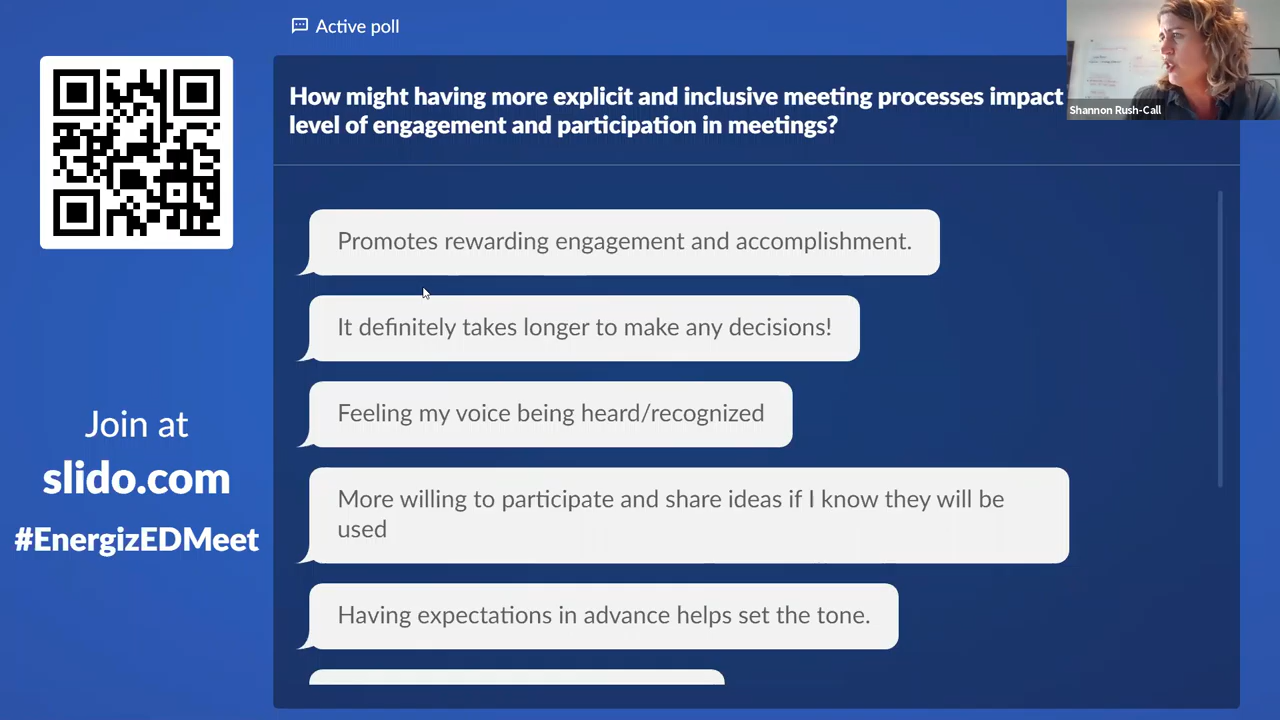 Active poll
How might having more explicit and inclusive meeting processes impact
level of engagement and participation in meetings?
Shannon Rush-Call
Promotes rewarding engagement and accomplishment.
It definitely takes longer to make any decisions!
Feeling my voice being heard/recognized
More willing to participate and share ideas if I know they will be
used
Having expectations in advance helps set the tone.
Join at
slido.com
#EnergizEDMeet